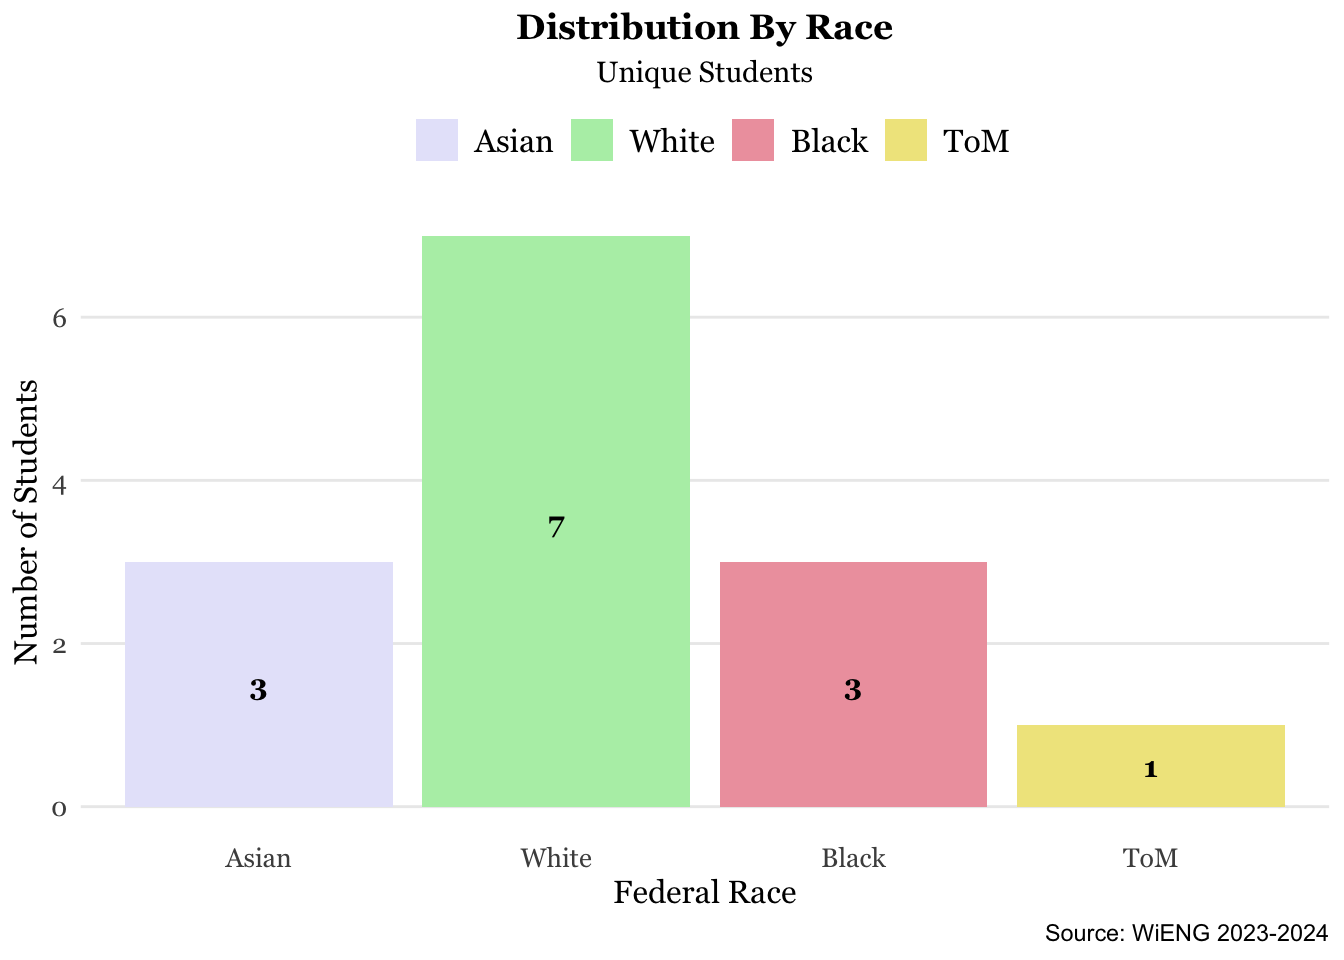 Distribution By Race
Unique Students
Asian White Black ToM
Number of Students
6
4
2
0
7
3
3
1
Asian White Black ToM
Federal Race
Source: WiENG 2023-2024